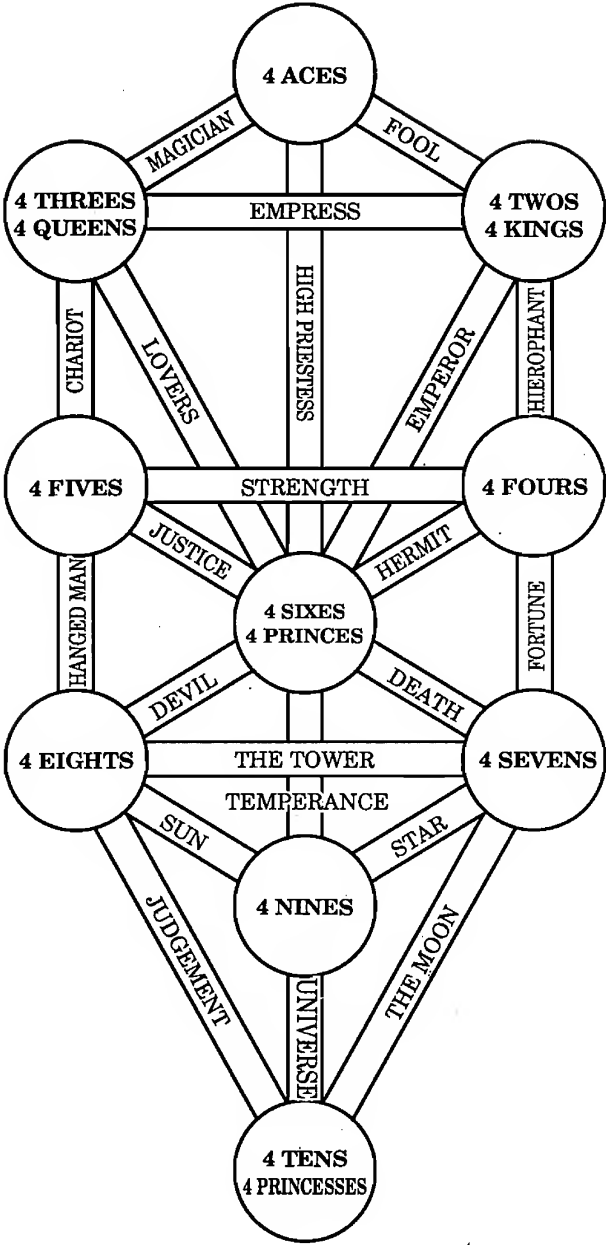 4 ACES
MAGICIAN
FOOL
4 THREES
4 QUEENS
EMPRESS
4 TWOS
4 KINGS
CHARIOT
LOVERS
HIGH PRIESTESS
EMPEROR
HIEROPHANT
4 FIVES
STRENGTH
4 FOURS
JUSTICE
HERMIT
HANGED MAN
4 SIXES
4 PRINCES
FORTUNE
DEVIL
DEATH
4 EIGHTS
THE TOWER
4 SEVENS
TEMPERANCE
SUN
STAR
4 NINES
JUDGEMENT
UNIVERSE
THE MOON
4 TENS
4 PRINCESSES